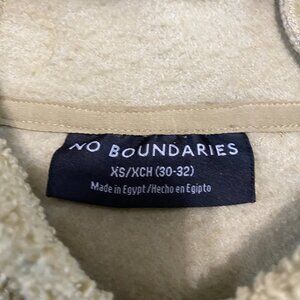 NO BOUNDARIES
XS/XCH (30-32)
Made in Egypt/Hecho en Egipto